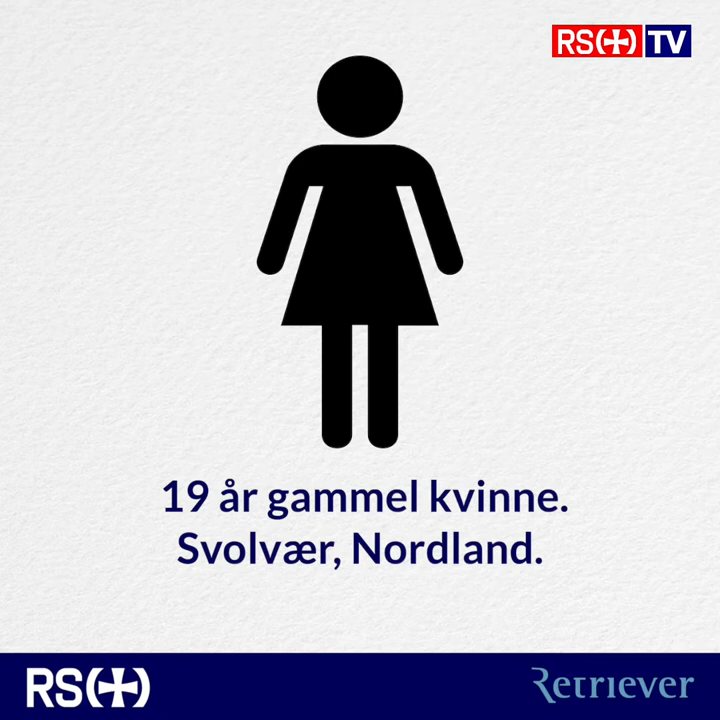 RS TV
19 år gammel kvinne.
Svolvær, Nordland.
RS
Retriever